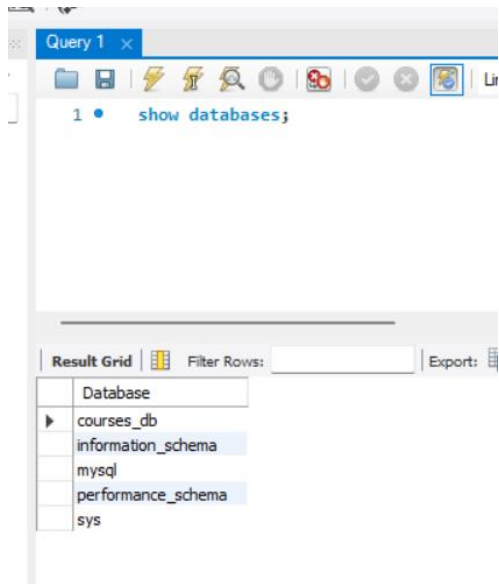 Query 1
1 show databases;
Result Grid Filter Rows: Export:
Database
courses_db
information_schema
mysql
performance_schema
sys